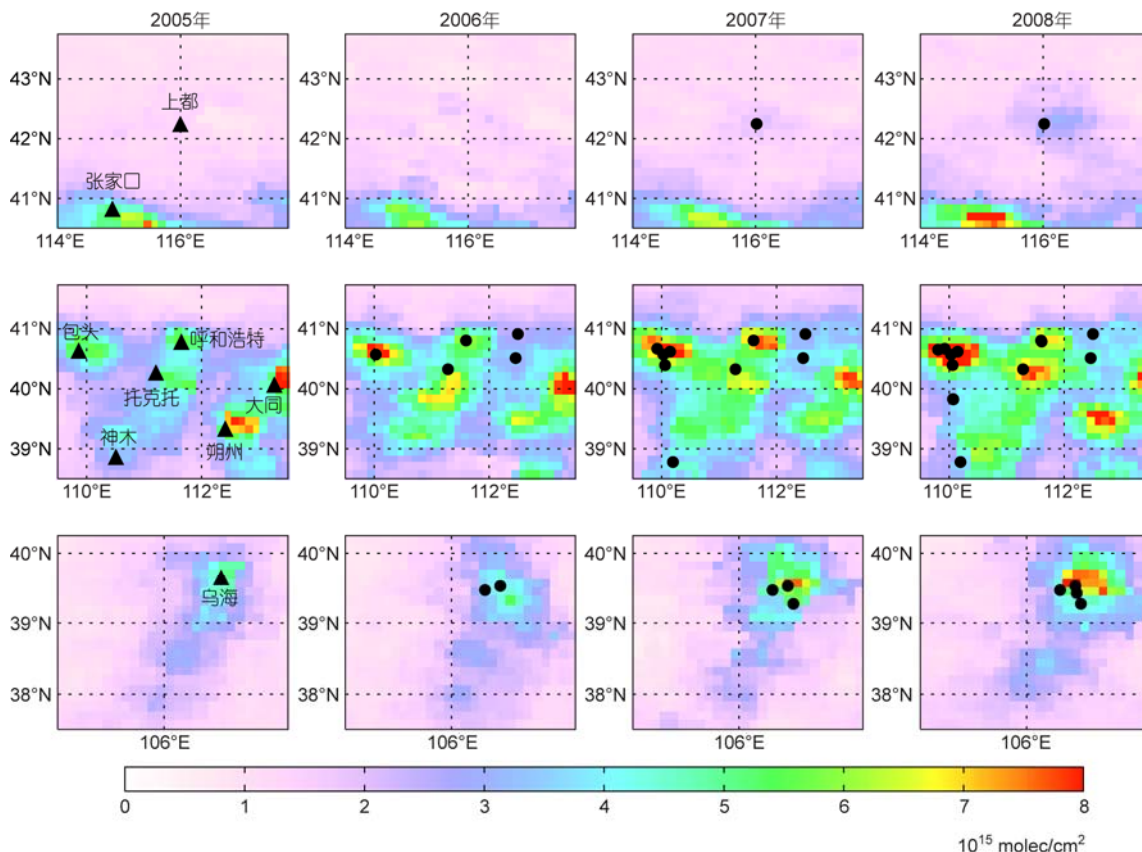 2005年 2006年 2007年 2008年
43°N 43°N 43°N 43°N
上都
42°N 42°N 42°N 42°N
张家口
41°N 41°N 41°N 41°N
114°E 116°E 114°E 116°E 114°E 116°E 114°E 116°E
41°N 41°N 41°N 41°N
包头 呼和浩特
40°N 40°N 40°N 40°N
托克托 大同
神木 朔州
39°N 39°N 39°N 39°N
110°E 112°E 110°E 112°E 110°E 112°E 110°E 112°E
40°N 40°N 40°N 40°N
乌海
39°N 39°N 39°N 39°N
38°N 38°N 38°N 38°N
106°E 106°E 106°E 106°E
0 1 2 3 4 5 6 7 8
10¹⁵ molec/cm²